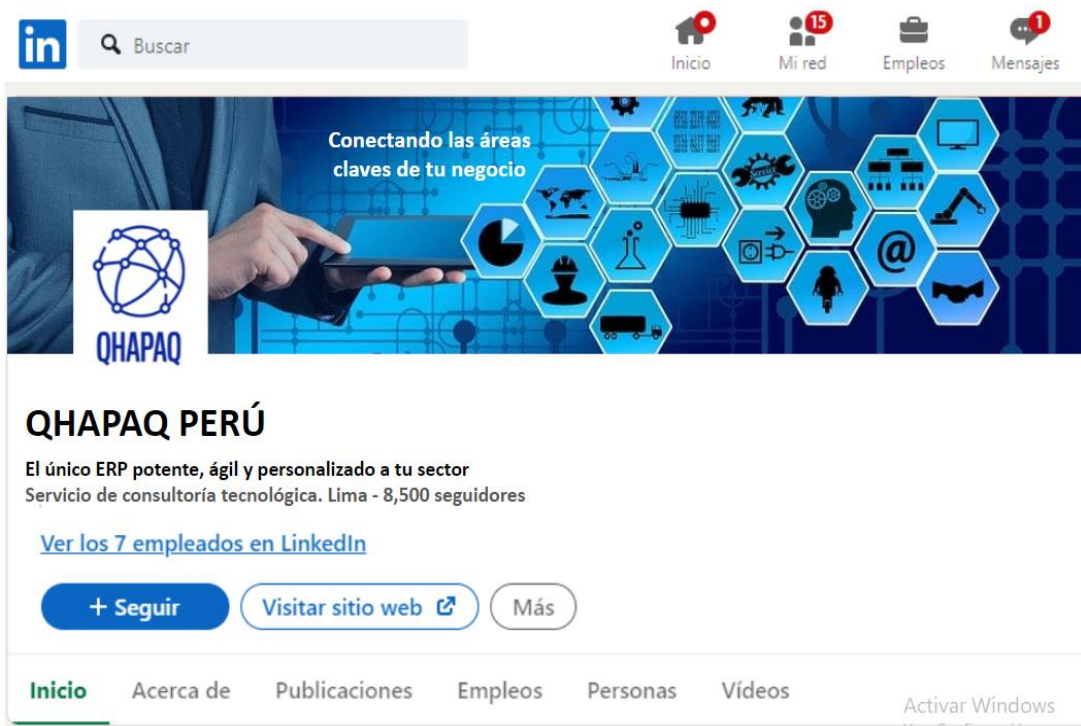 in
Buscar
Inicio
15
Mi red
Empleos
1
Mensajes
Conectando las áreas
claves de tu negocio
Service
@
QHAPAQ
QHAPAQ PERÚ
El único ERP potente, ágil y personalizado a tu sector
Servicio de consultoría tecnológica. Lima - 8,500 seguidores
Ver los 7 empleados en LinkedIn
+ Seguir
Visitar sitio web
Más
Inicio
Acerca de
Publicaciones
Empleos
Personas
Vídeos
Activar Windows